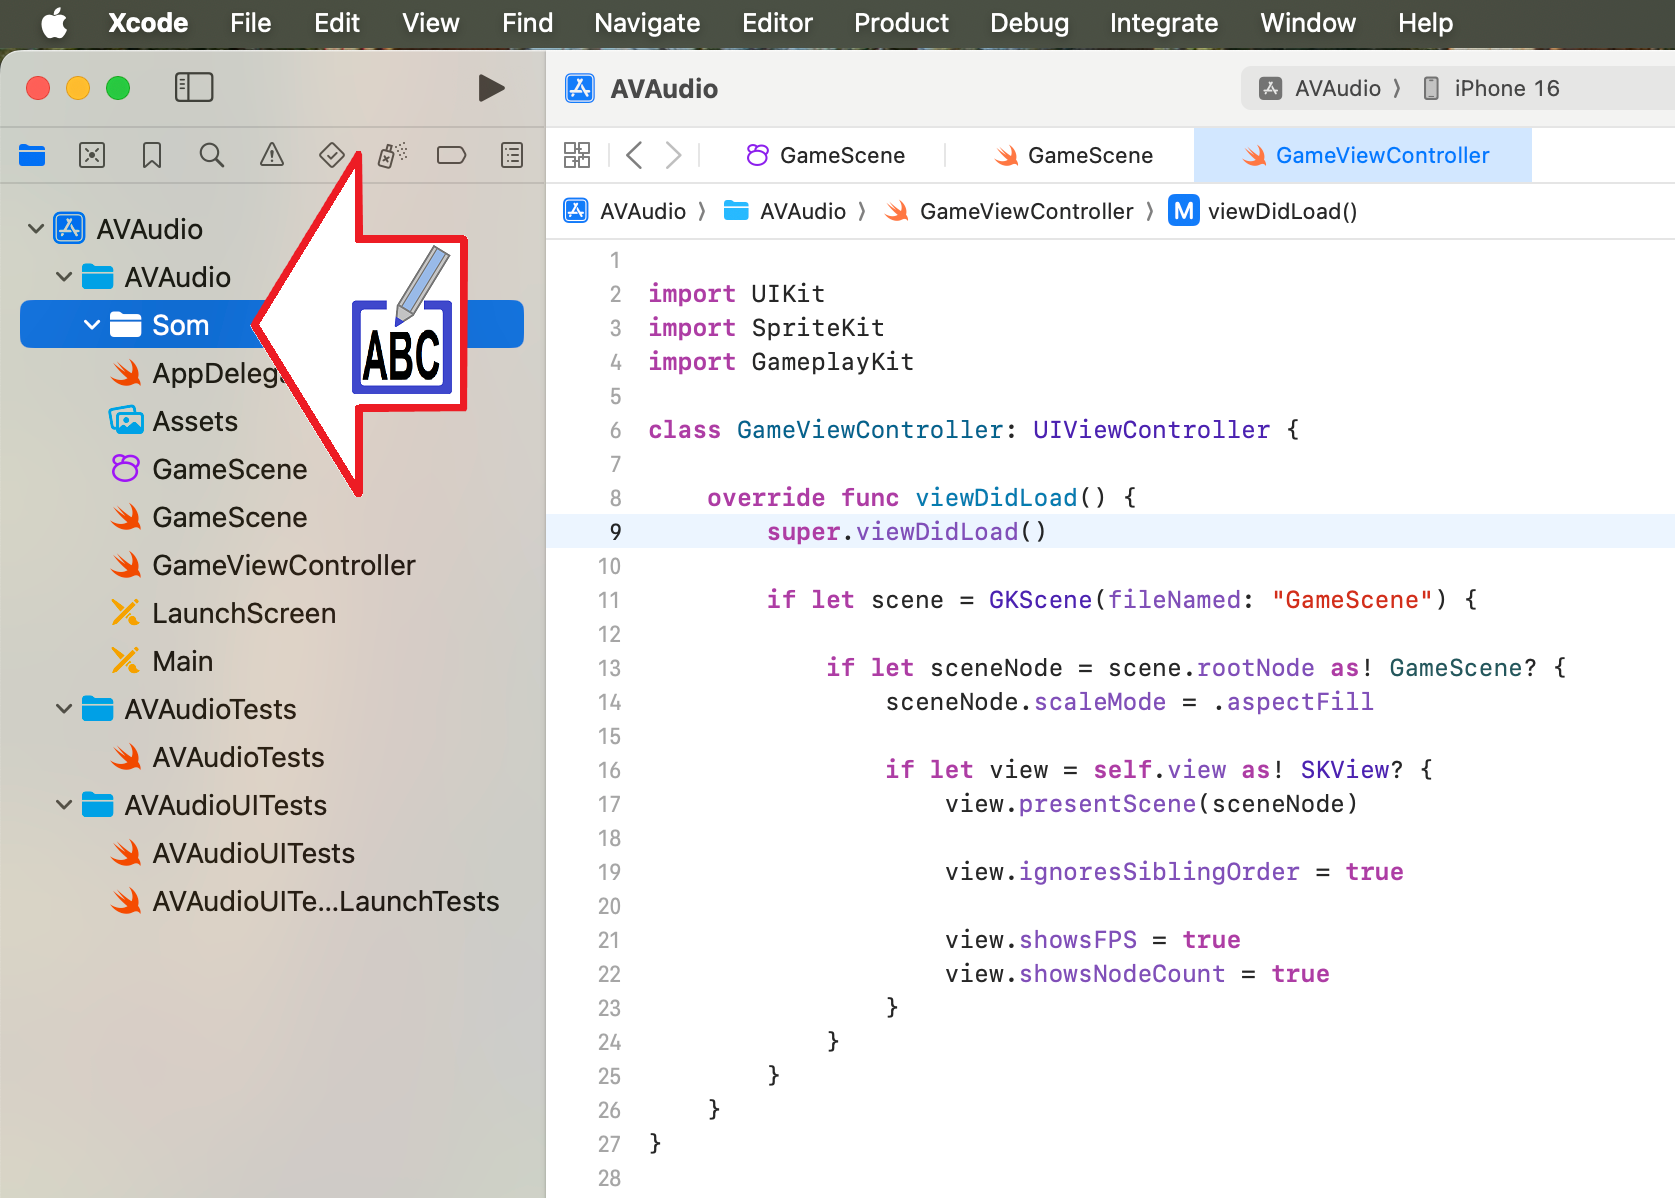 Xcode File Edit View Find Navigate Editor Product Debug Integrate Window Help
AVAudio
AVAudio 〉 iPhone 16
GameScene
GameScene
GameViewController
AVAudio 〉 AVAudio 〉 GameViewController 〉 M viewDidLoad()
AVAudio
AVAudio
Som
ABC
Assets
GameScene
GameScene
GameViewController
LaunchScreen
Main
AVAudioTests
AVAudioTests
AVAudioUITests
AVAudioUITests
AVAudioUITe...LaunchTests
1
2 import UIKit
3 import SpriteKit
4 import GameplayKit
5
6 class GameViewController: UIViewController {
7
8 override func viewDidLoad() {
9 super.viewDidLoad()
10
11 if let scene = GKScene(fileNamed: "GameScene") {
12
13 if let sceneNode = scene.rootNode as! GameScene? {
14 sceneNode.scaleMode = .aspectFill
15
16 if let view = self.view as! SKView? {
17 view.presentScene(sceneNode)
18
19 view.ignoresSiblingOrder = true
20
21 view.showsFPS = true
22 view.showsNodeCount = true
23 }
24 }
25 }
26 }
27 }
28